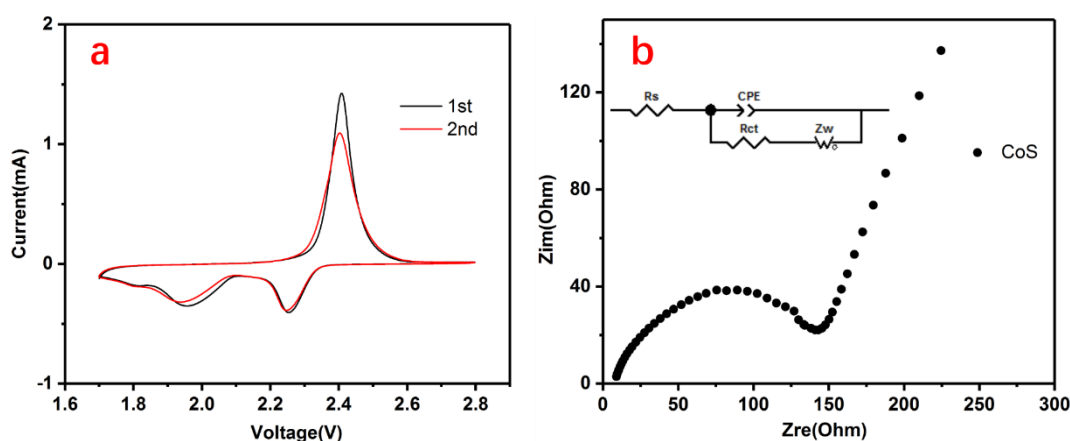 a
1st
2nd
Current(mA)
2
1
0
-1
1.6
1.8
2.0
2.2
2.4
2.6
2.8
Voltage(V)
b
Rs
CPE
Rct
Zw
CoS
Zim(Ohm)
120
80
40
0
0
50
100
150
200
250
300
Zre(Ohm)